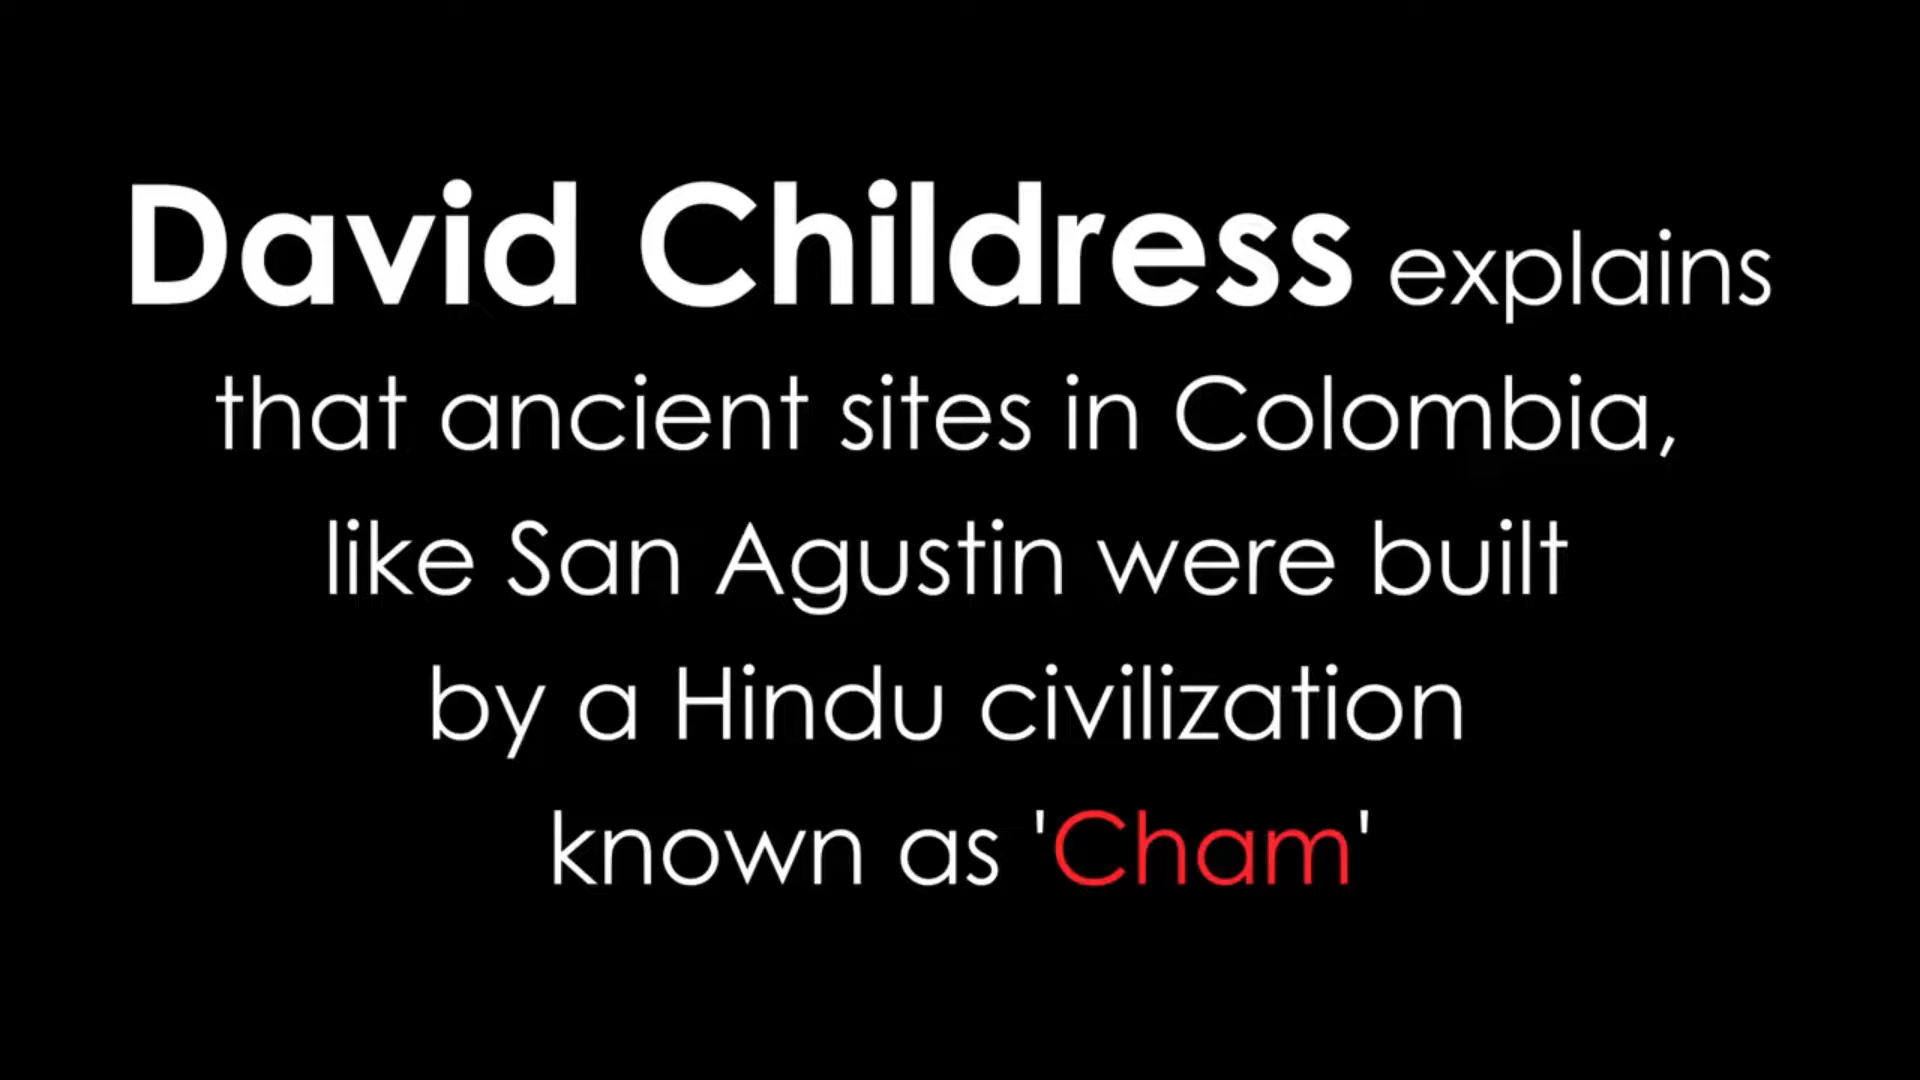 David Childress explains
that ancient sites in Colombia,
like San Agustin were built
by a Hindu civilization
known as 'Cham'